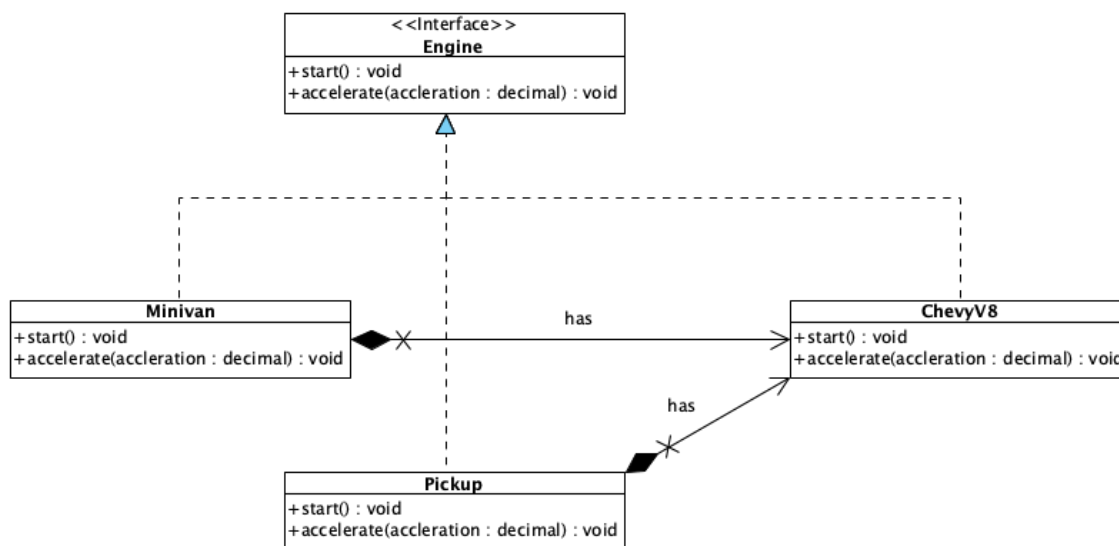 <<Interface>>
Engine
+start() : void
+accelerate(accleration : decimal) : void
Minivan
+start() : void
+accelerate(accleration : decimal) : void
has
ChevyV8
+start() : void
+accelerate(accleration : decimal) : void
has
Pickup
+start() : void
+accelerate(accleration : decimal) : void